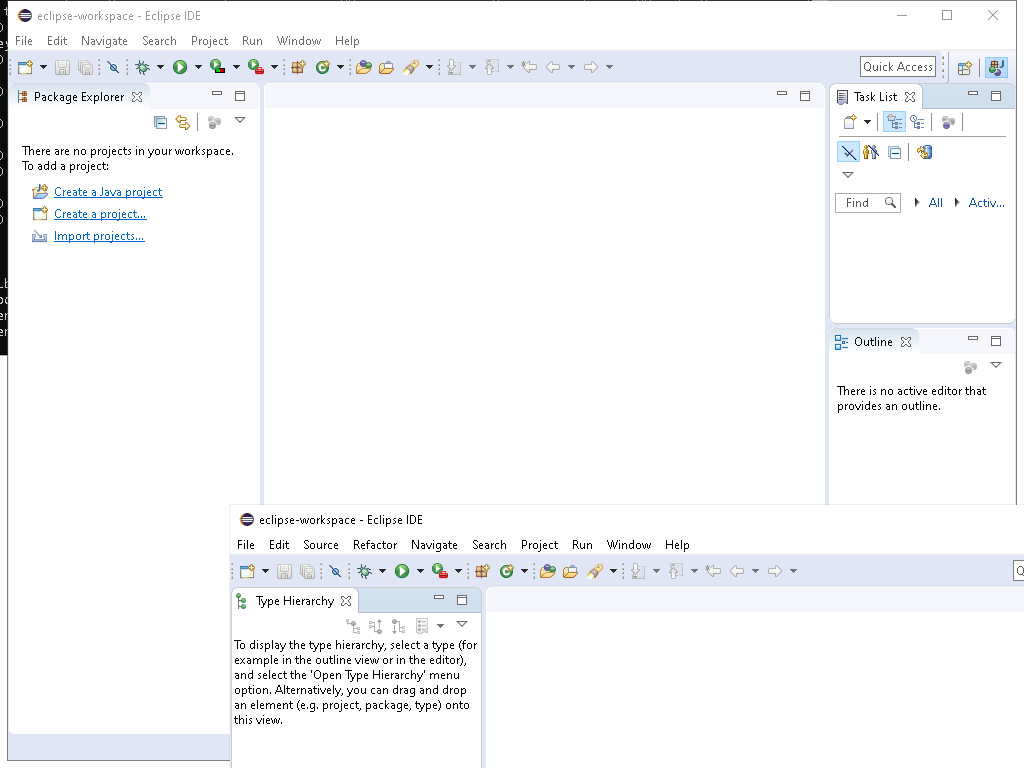 eclipse-workspace - Eclipse IDE
File Edit Navigate Search Project Run Window Help
Quick Access
Package Explorer
There are no projects in your workspace.
To add a project:
Create a Java project
Create a project...
Import projects...
Task List
Find All Activ...
Outline
There is no active editor that
provides an outline.
eclipse-workspace - Eclipse IDE
File Edit Source Refactor Navigate Search Project Run Window Help
Q
Type Hierarchy
To display the type hierarchy, select a type (for
example in the outline view or in the editor),
and select the 'Open Type Hierarchy' menu
option. Alternatively, you can drag and drop
an element (e.g. project, package, type) onto
this view.